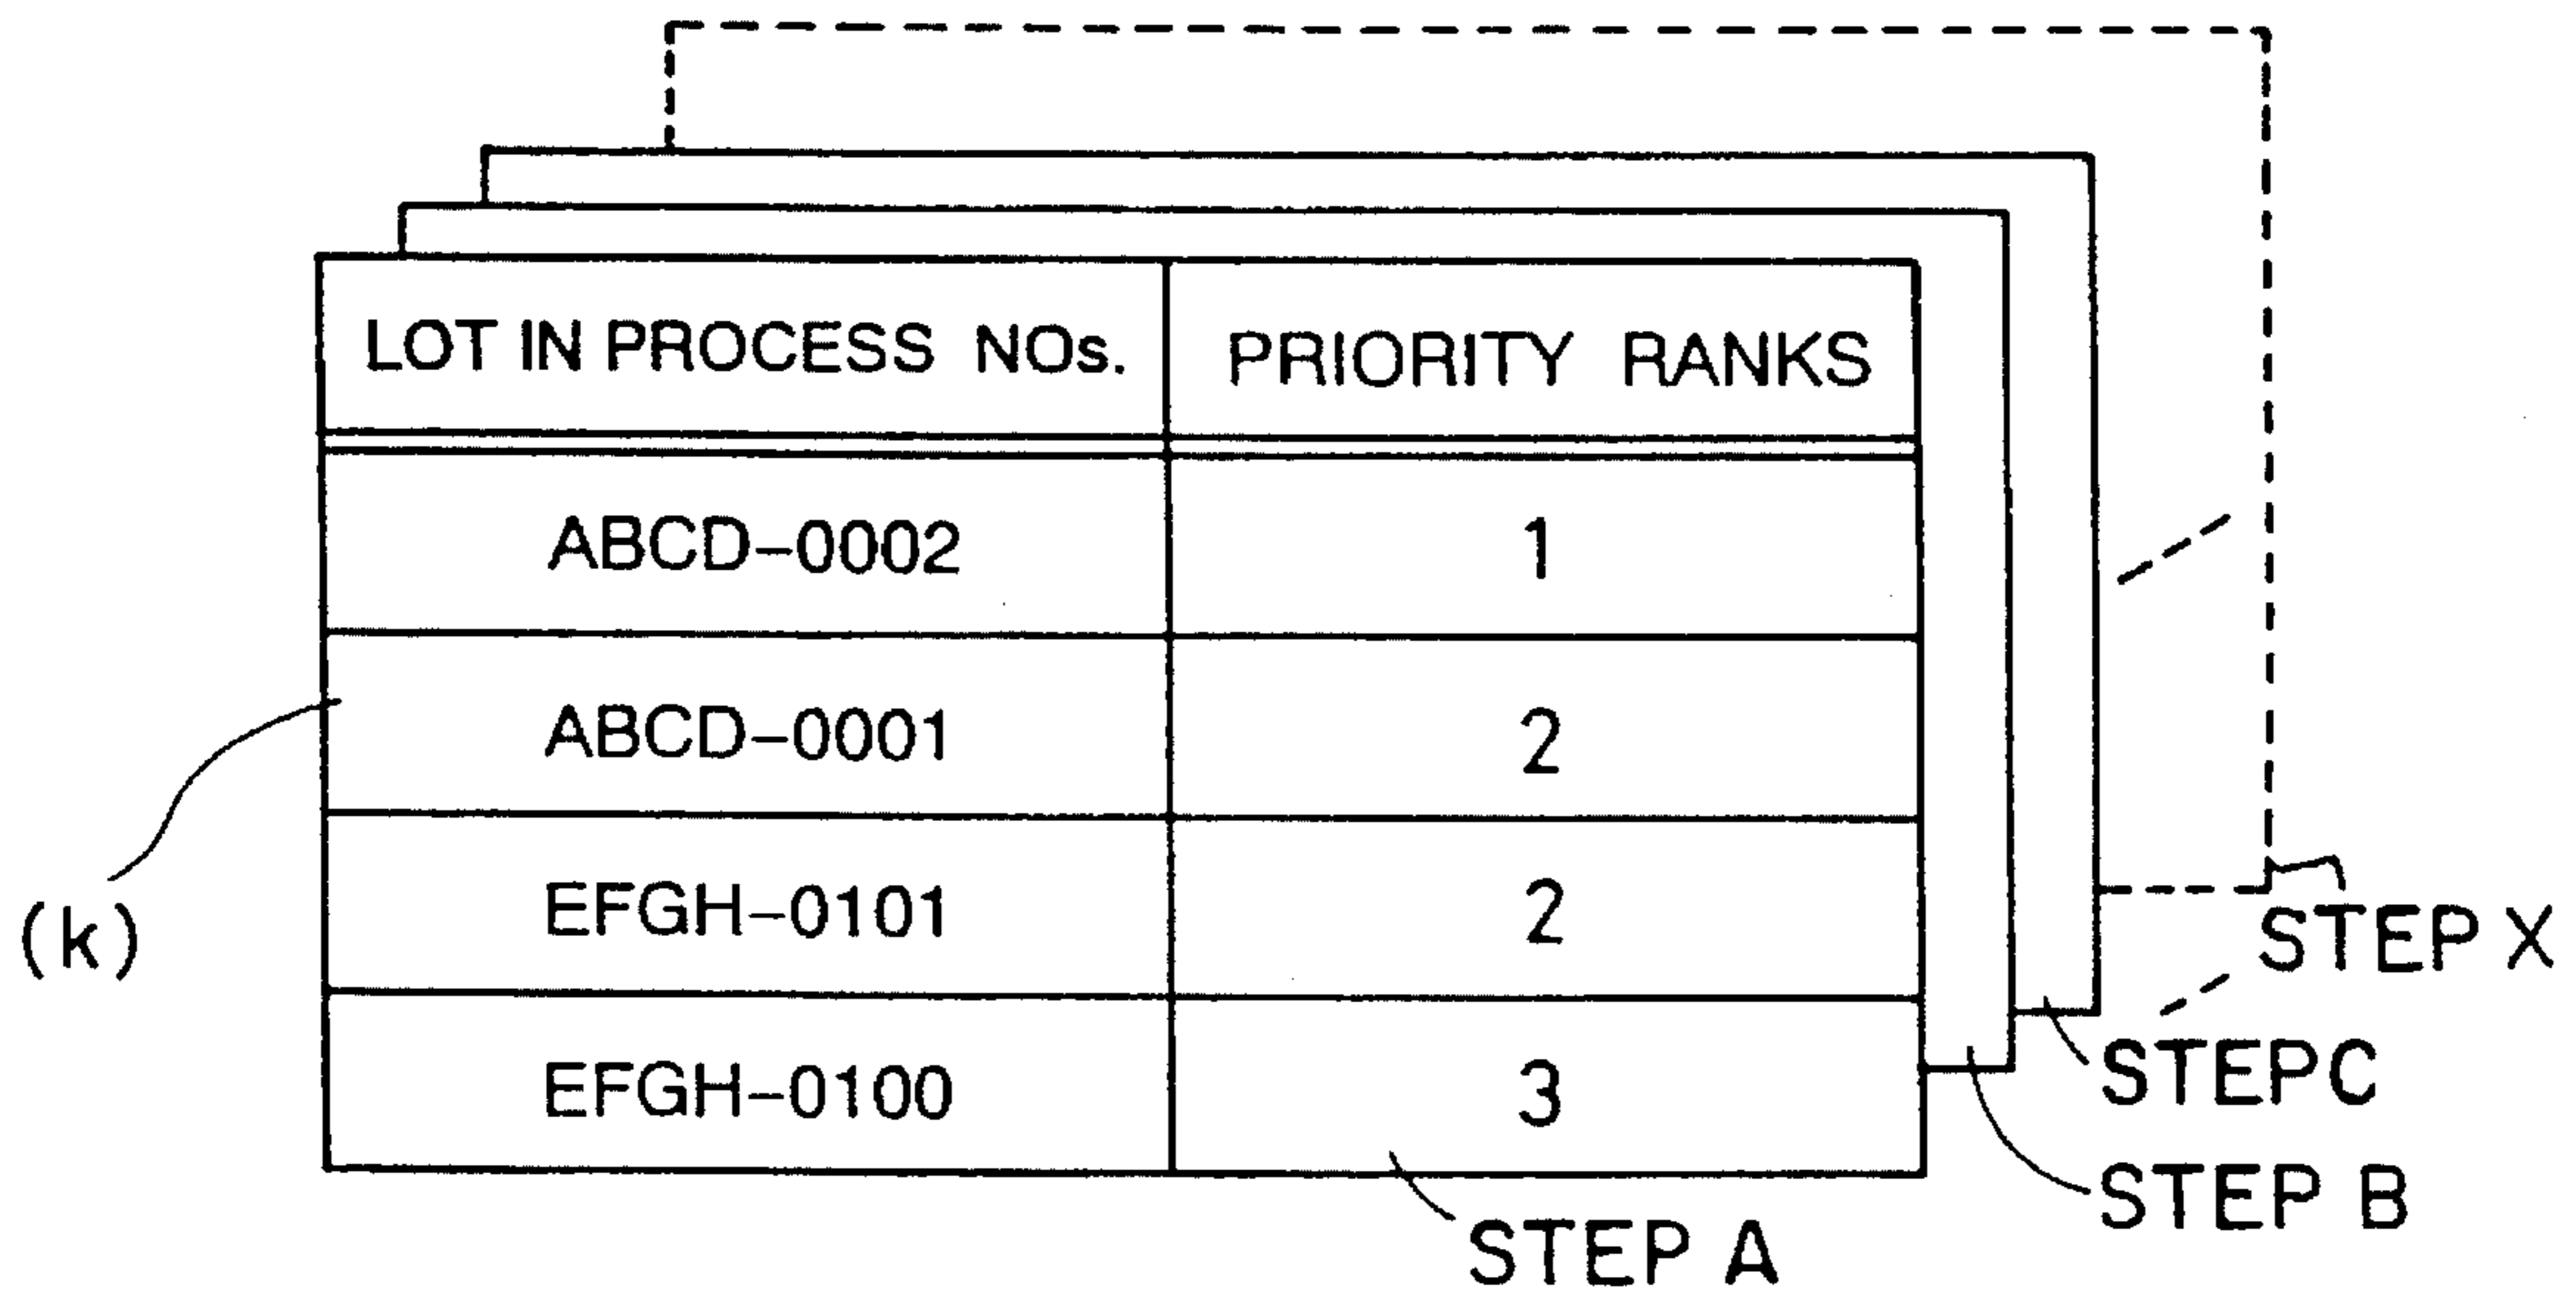 LOT IN PROCESS NOs. PRIORITY RANKS
ABCD-0002 1
ABCD-0001 2
EFGH-0101 2
(k)
STEP X
EFGH-0100 3
STEP C
STEP B
STEP A